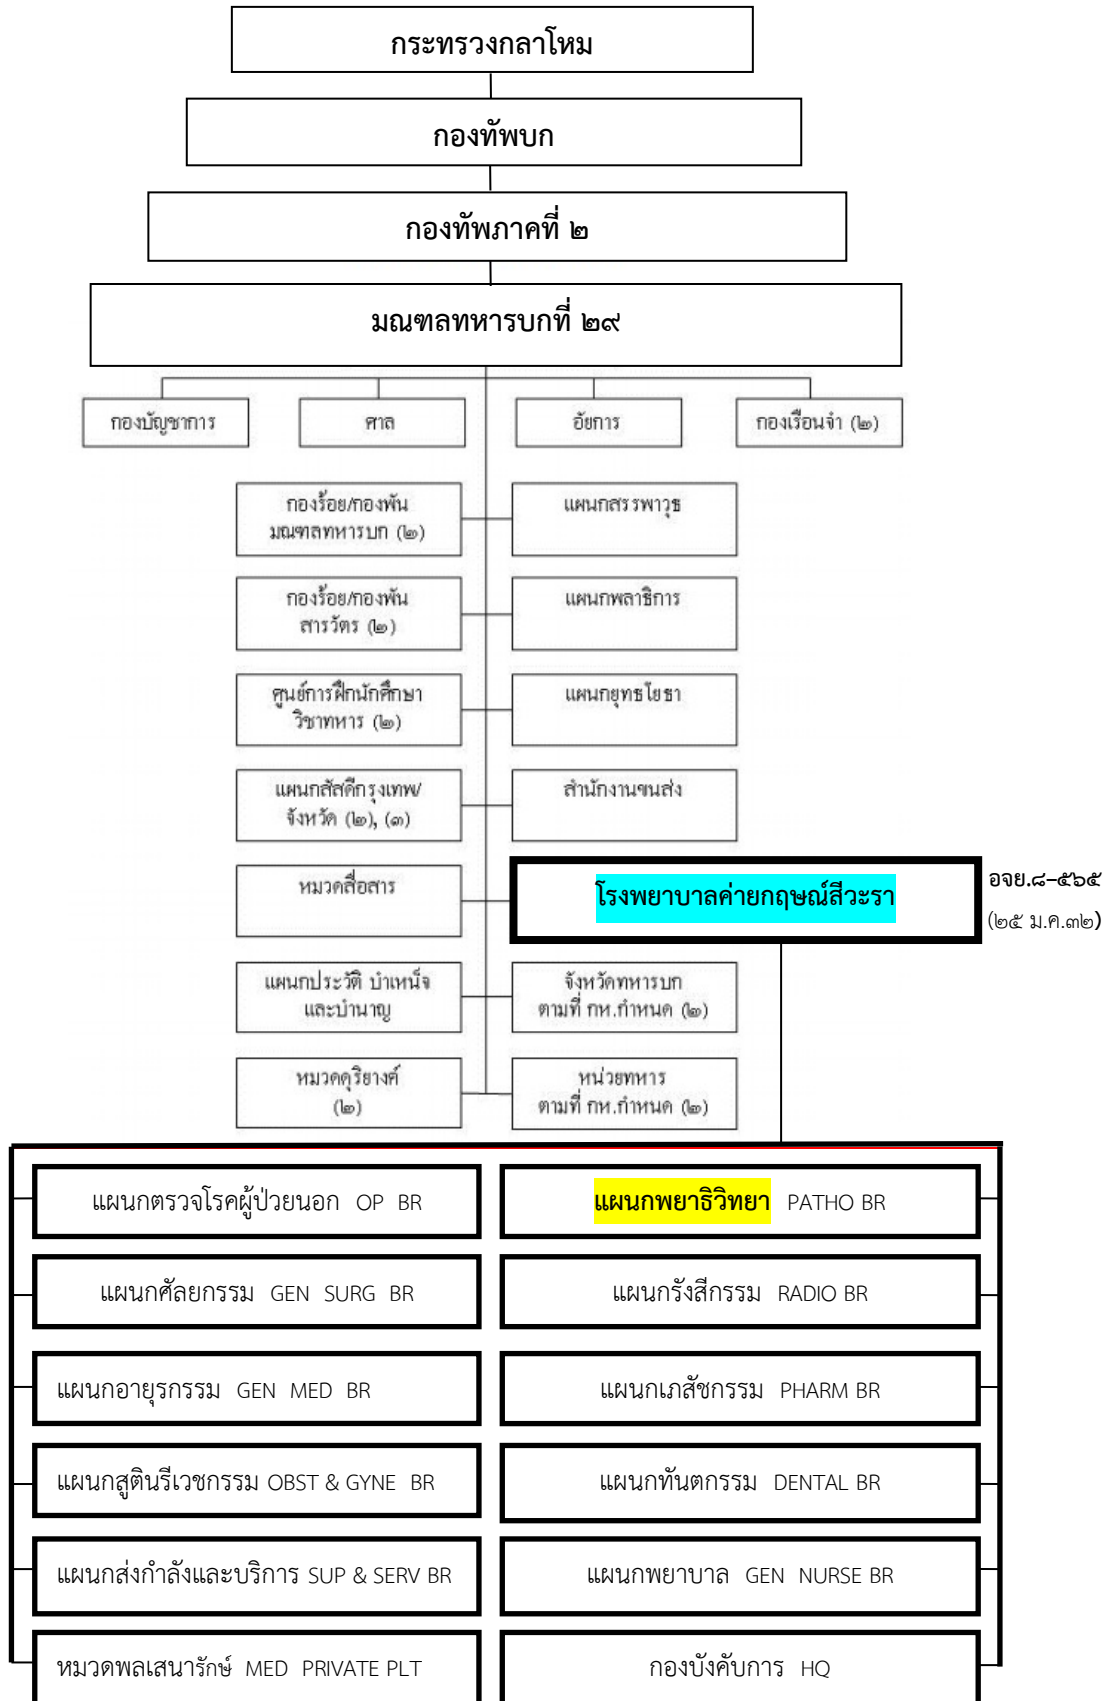 กระทรวงกลาโหม
กองทัพบก
กองทัพภาคที่ ๒
มณฑลทหารบกที่ ๒๙
กองบัญชาการ
ศาล
อัยการ
กองเรือนจำ (๒)
กองร้อย/กองพัน
มณฑลทหารบก (๒)
แผนกสรรพาวุธ
กองร้อย/กองพัน
สารวัตร (๒)
แผนกพลาธิการ
ศูนย์การฝึกนักศึกษา
วิชาทหาร (๒)
แผนกยุทธโยธา
แผนกสัสดีกรุงเทพ/
จังหวัด (๒), (๓)
สำนักงานขนส่ง
หมวดสื่อสาร
โรงพยาบาลค่ายกฤษณ์สีวะรา
อจย.๘-๕๖๕
(๒๕ ม.ค.๓๒)
แผนกประวัติ บำเหน็จ
และบำนาญ
จังหวัดทหารบก
ตามที่ กห.กำหนด (๒)
หมวดดุริยางค์
(๒)
หน่วยทหาร
ตามที่ กห.กำหนด (๒)
แผนกตรวจโรคผู้ป่วยนอก OP BR
แผนกพยาธิวิทยา PATHO BR
แผนกศัลยกรรม GEN SURG BR
แผนกรังสีกรรม RADIO BR
แผนกอายุรกรรม GEN MED BR
แผนกเภสัชกรรม PHARM BR
แผนกสูตินรีเวชกรรม OBST & GYNE BR
แผนกทันตกรรม DENTAL BR
แผนกส่งกำลังและบริการ SUP & SERV BR
แผนกพยาบาล GEN NURSE BR
หมวดพลเสนารักษ์ MED PRIVATE PLT
กองบังคับการ HQ